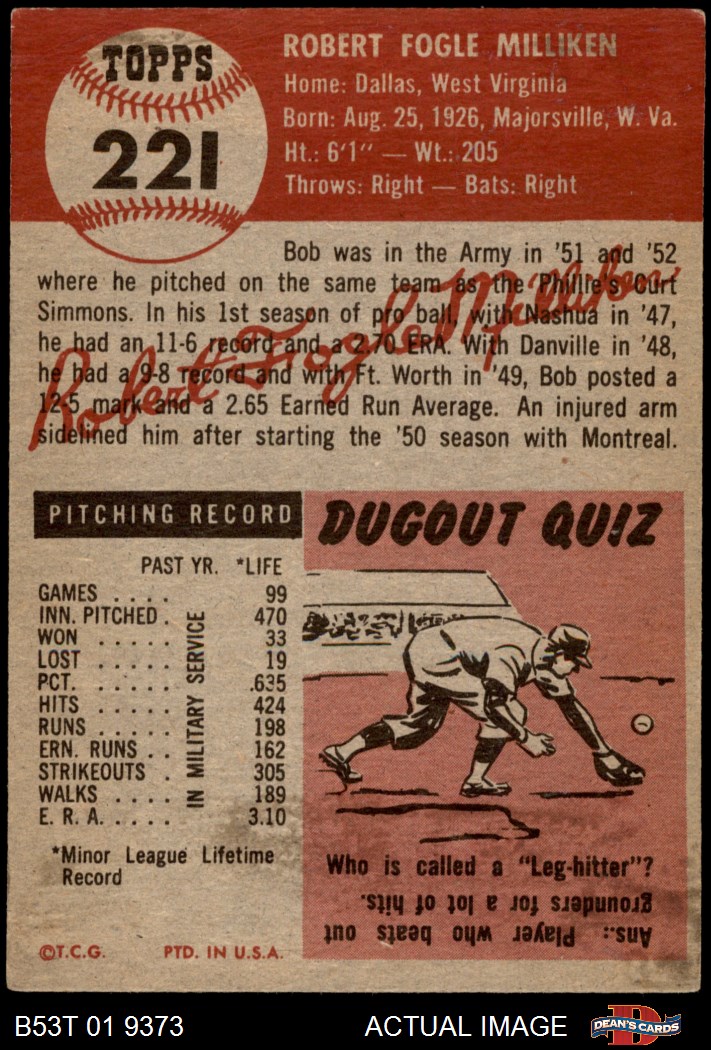 TOPPS
221
ROBERT FOGLE MILLIKEN
Home: Dallas, West Virginia
Born: Aug. 25, 1926, Majorsville, W. Va.
Ht.: 6'1" — Wt.: 205
Throws: Right — Bats: Right
Bob was in the Army in '51 and '52
where he pitched on the same team as the Phillie's Curt
Simmons. In his 1st season of pro ball, with Nashua in '47,
he had an 11-6 record and a 2.70 ERA. With Danville in '48,
he had a 9-8 record and with Ft. Worth in '49, Bob posted a
12-5 mark and a 2.65 Earned Run Average. An injured arm
sidelined him after starting the '50 season with Montreal.
Robert Fogle Milliken
PITCHING RECORD
PAST YR. *LIFE
GAMES . . . . 99
INN. PITCHED . 470
WON . . . . . 33
LOST . . . . . 19
PCT. . . . . . .635
HITS . . . . . 424
RUNS . . . . . 198
ERN. RUNS . . 162
STRIKEOUTS . 305
WALKS . . . . 189
E. R. A. . . . . 3.10
IN MILITARY SERVICE
*Minor League Lifetime
Record
©T.C.G. PTD. IN U.S.A.
DUGOUT QUIZ
Who is called a "Leg-hitter"?
Ans.: Player who beats out
grounders for a lot of hits.
B53T 01 9373
ACTUAL IMAGE
D
DEAN'S CARDS